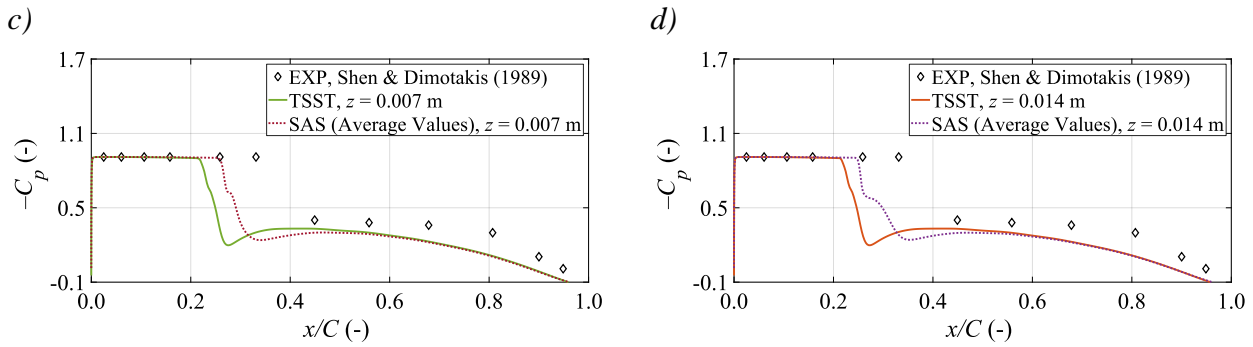 c)
1.7
1.1
0.5
-0.1
−Cp (-)
EXP, Shen & Dimotakis (1989)
TSST, z = 0.007 m
SAS (Average Values), z = 0.007 m
0.0 0.2 0.4 0.6 0.8 1.0
x/C (-)
d)
1.7
1.1
0.5
-0.1
−Cp (-)
EXP, Shen & Dimotakis (1989)
TSST, z = 0.014 m
SAS (Average Values), z = 0.014 m
0.0 0.2 0.4 0.6 0.8 1.0
x/C (-)